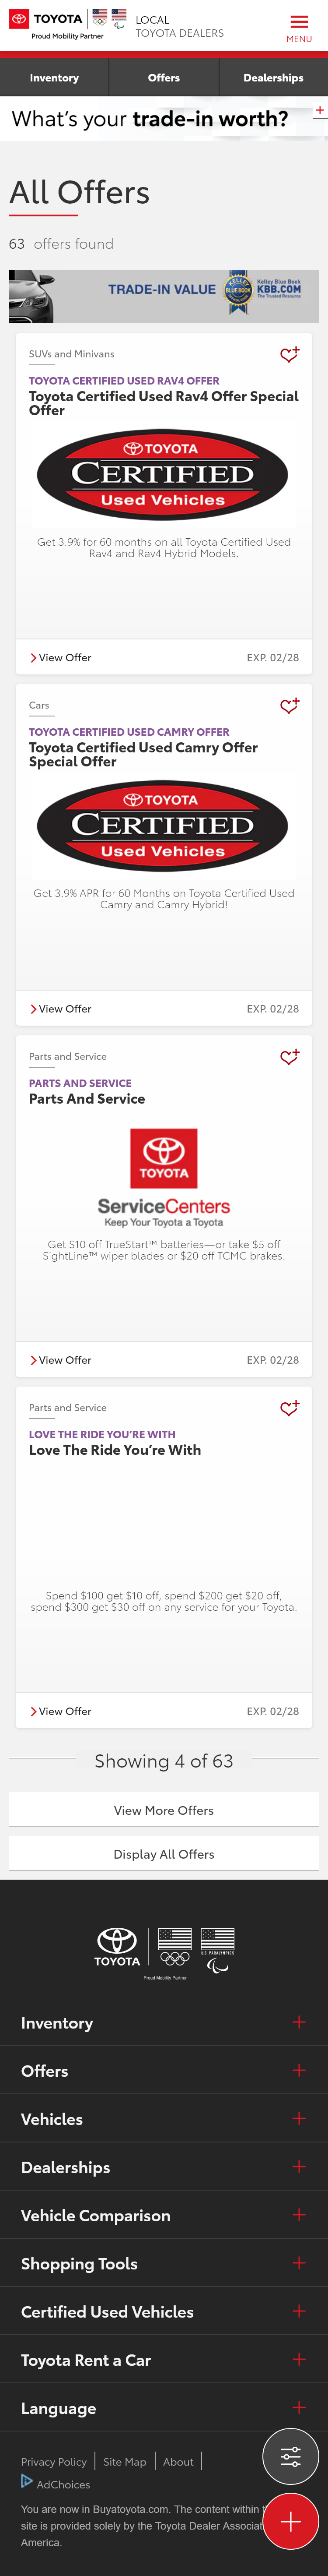 TOYOTA
Proud Mobility Partner
LOCAL
TOYOTA DEALERS
MENU
Inventory
Offers
Dealerships
What's your trade-in worth?
All Offers
63 offers found
TRADE-IN VALUE
Kelley Blue Book
KBB.COM
The Trusted Resource
SUVs and Minivans
TOYOTA CERTIFIED USED RAV4 OFFER
Toyota Certified Used Rav4 Offer Special
Offer
TOYOTA
CERTIFIED
Used Vehicles
Get 3.9% for 60 months on all Toyota Certified Used
Rav4 and Rav4 Hybrid Models.
View Offer
EXP. 02/28
Cars
TOYOTA CERTIFIED USED CAMRY OFFER
Toyota Certified Used Camry Offer
Special Offer
TOYOTA
CERTIFIED
Used Vehicles
Get 3.9% APR for 60 Months on Toyota Certified Used
Camry and Camry Hybrid!
View Offer
EXP. 02/28
Parts and Service
PARTS AND SERVICE
Parts And Service
TOYOTA
ServiceCenters
Keep Your Toyota a Toyota
Get $10 off TrueStart™ batteries—or take $5 off
SightLine™ wiper blades or $20 off TCMC brakes.
View Offer
EXP. 02/28
Parts and Service
LOVE THE RIDE YOU'RE WITH
Love The Ride You're With
Spend $100 get $10 off, spend $200 get $20 off,
spend $300 get $30 off on any service for your Toyota.
View Offer
EXP. 02/28
Showing 4 of 63
View More Offers
Display All Offers
TOYOTA
U.S. PARALYMPICS
Proud Mobility Partner
Inventory
Offers
Vehicles
Dealerships
Vehicle Comparison
Shopping Tools
Certified Used Vehicles
Toyota Rent a Car
Language
Privacy Policy
Site Map
About
AdChoices
You are now in Buyatoyota.com. The content within
site is provided solely by the Toyota Dealer Associat
America.